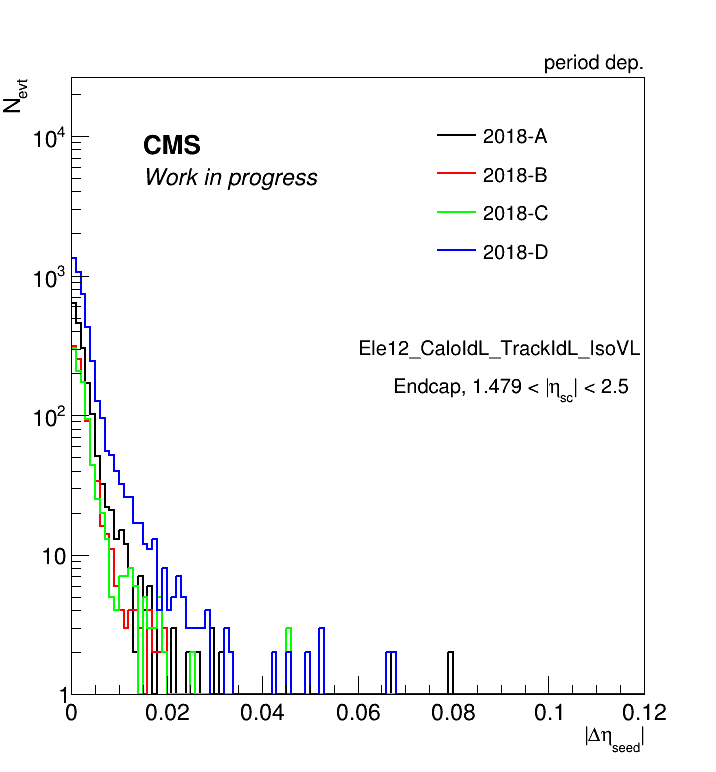 period dep.
N_evt
CMS
Work in progress
2018-A
2018-B
2018-C
2018-D
Ele12_CaloIdL_TrackIdL_IsoVL
Endcap, 1.479 < |η_sc| < 2.5
10^4
10^3
10^2
10
1
0 0.02 0.04 0.06 0.08 0.1 0.12
|Δη_seed|